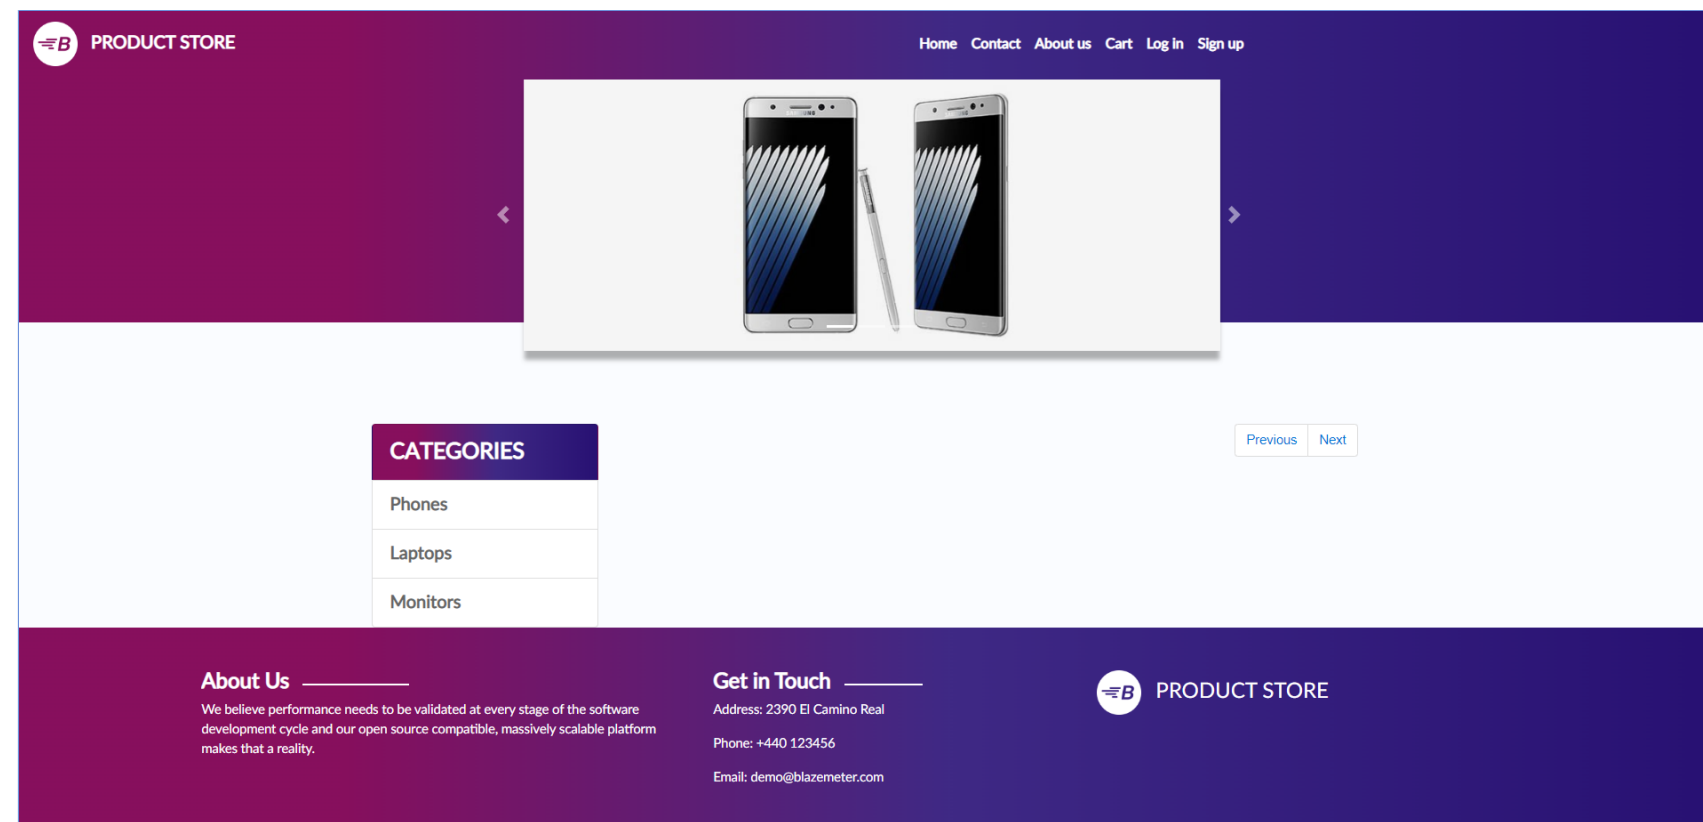 B PRODUCT STORE
Home Contact About us Cart Log in Sign up
SAMSUNG
SAMSUNG
CATEGORIES
Previous Next
Phones
Laptops
Monitors
About Us
We believe performance needs to be validated at every stage of the software
development cycle and our open source compatible, massively scalable platform
makes that a reality.
Get in Touch
Address: 2390 El Camino Real
Phone: +440 123456
Email: demo@blazemeter.com
B PRODUCT STORE